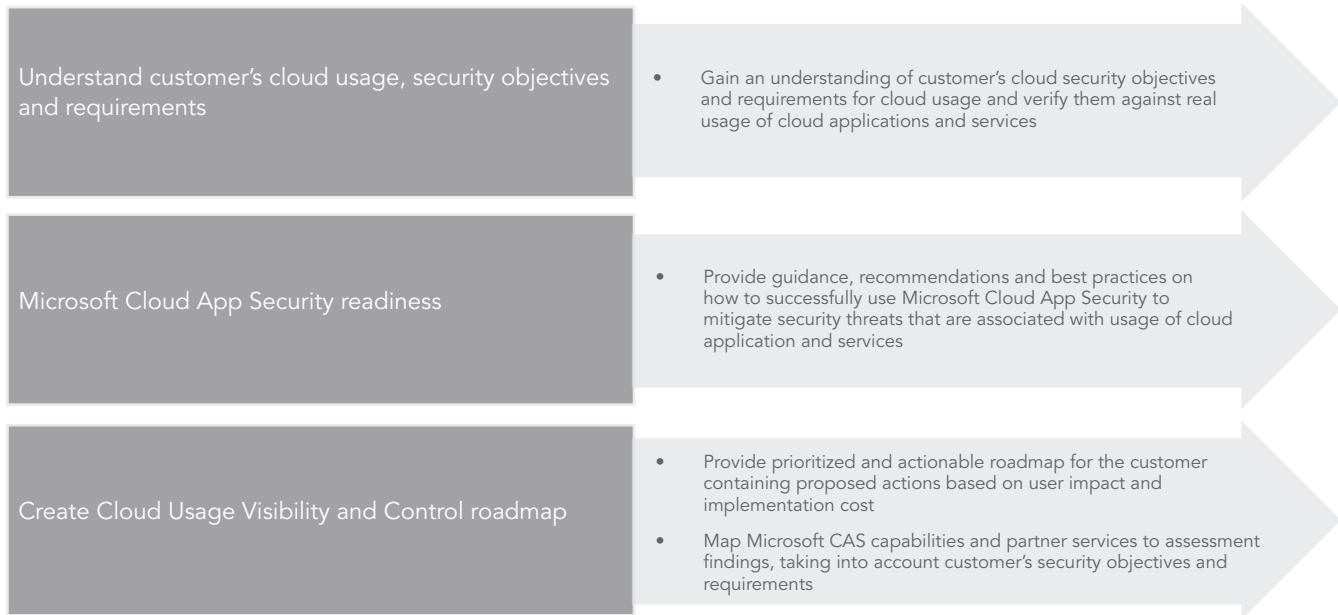 Understand customer’s cloud usage, security objectives
and requirements
• Gain an understanding of customer’s cloud security objectives
and requirements for cloud usage and verify them against real
usage of cloud applications and services
Microsoft Cloud App Security readiness
• Provide guidance, recommendations and best practices on
how to successfully use Microsoft Cloud App Security to
mitigate security threats that are associated with usage of cloud
application and services
Create Cloud Usage Visibility and Control roadmap
• Provide prioritized and actionable roadmap for the customer
containing proposed actions based on user impact and
implementation cost
• Map Microsoft CAS capabilities and partner services to assessment
findings, taking into account customer’s security objectives and
requirements